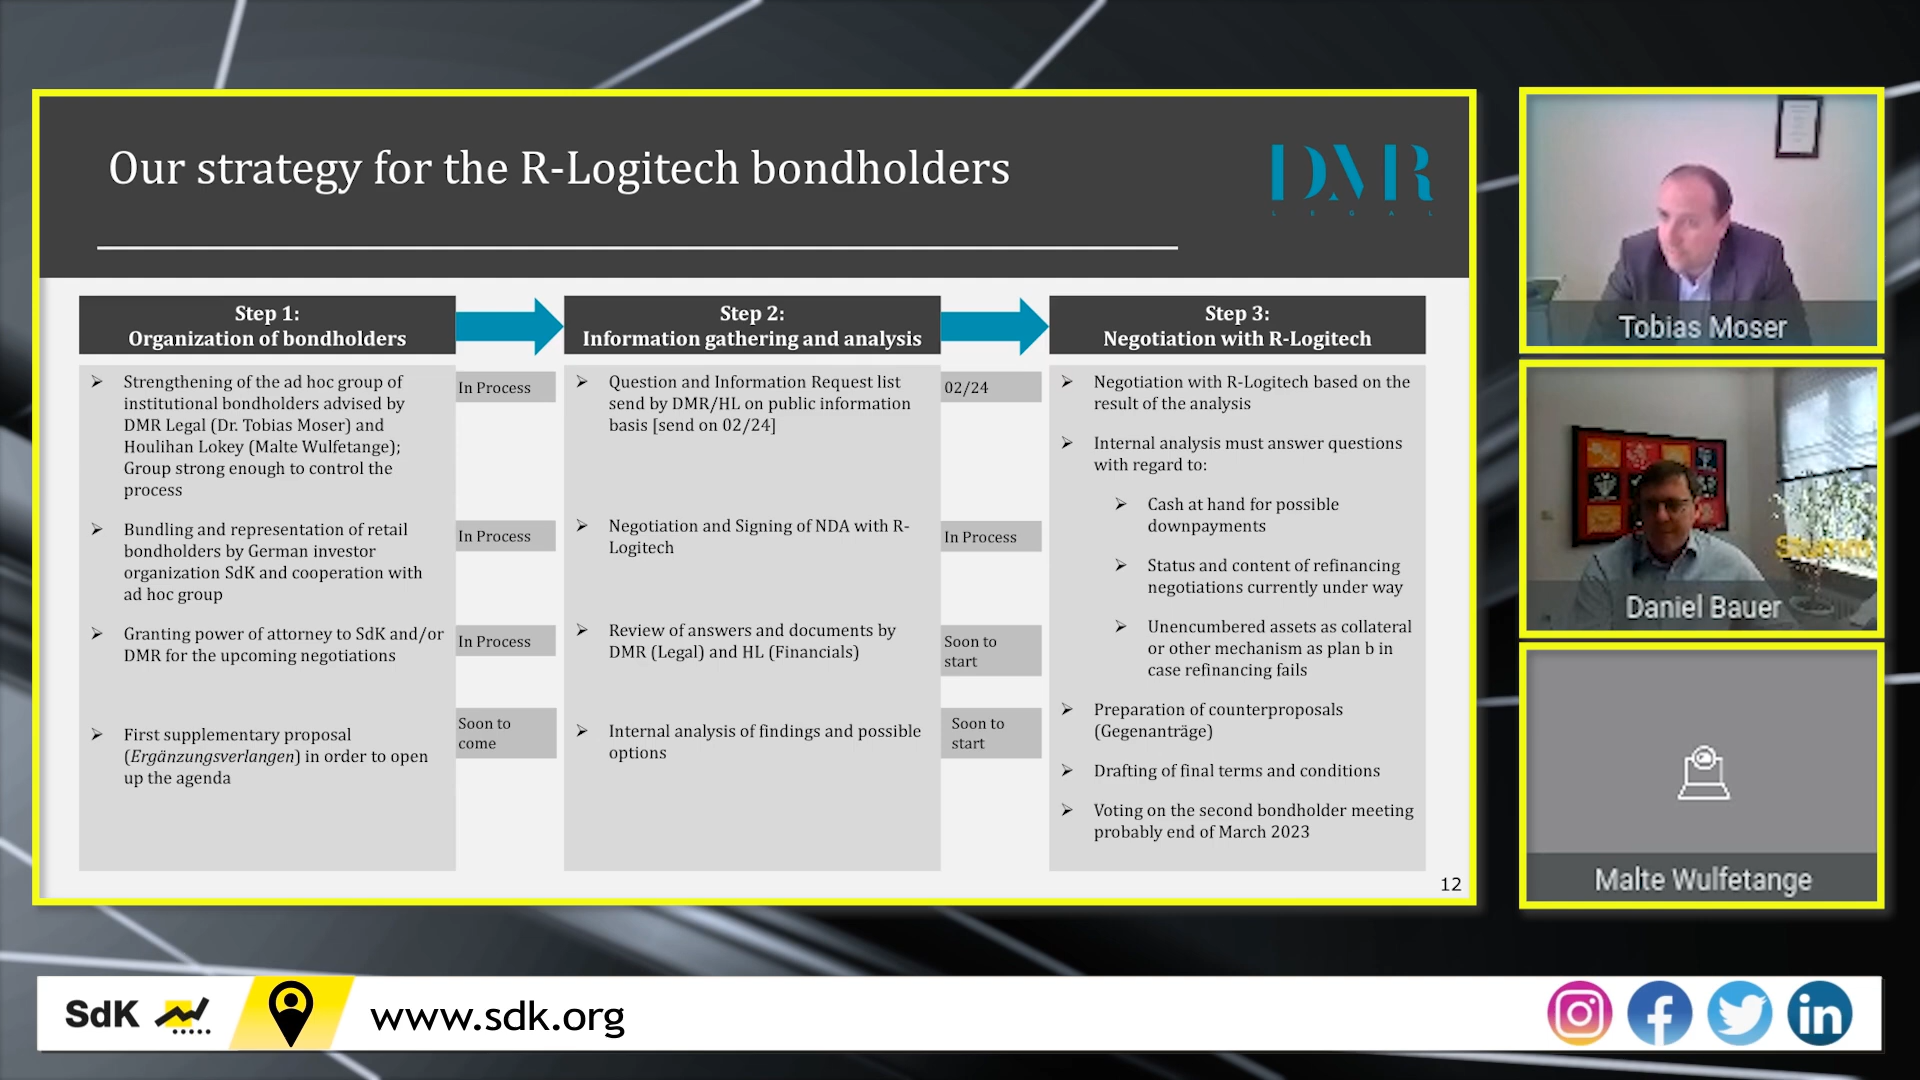 Our strategy for the R-Logitech bondholders
DMR
LEGAL
Step 1:
Organization of bondholders
Strengthening of the ad hoc group of
institutional bondholders advised by
DMR Legal (Dr. Tobias Moser) and
Houlihan Lokey (Malte Wulfetange);
Group strong enough to control the
process
In Process
Bundling and representation of retail
bondholders by German investor
organization SdK and cooperation with
ad hoc group
In Process
Granting power of attorney to SdK and/or
DMR for the upcoming negotiations
In Process
First supplementary proposal
(Ergänzungsverlangen) in order to open
up the agenda
Soon to
come
Step 2:
Information gathering and analysis
Question and Information Request list
send by DMR/HL on public information
basis [send on 02/24]
02/24
Negotiation and Signing of NDA with R-
Logitech
In Process
Review of answers and documents by
DMR (Legal) and HL (Financials)
Soon to
start
Internal analysis of findings and possible
options
Soon to
start
Step 3:
Negotiation with R-Logitech
Negotiation with R-Logitech based on the
result of the analysis
Internal analysis must answer questions
with regard to:
Cash at hand for possible
downpayments
Status and content of refinancing
negotiations currently under way
Unencumbered assets as collateral
or other mechanism as plan b in
case refinancing fails
Preparation of counterproposals
(Gegenanträge)
Drafting of final terms and conditions
Voting on the second bondholder meeting
probably end of March 2023
12
Tobias Moser
Stumm
Daniel Bauer
Malte Wulfetange
SdK
www.sdk.org